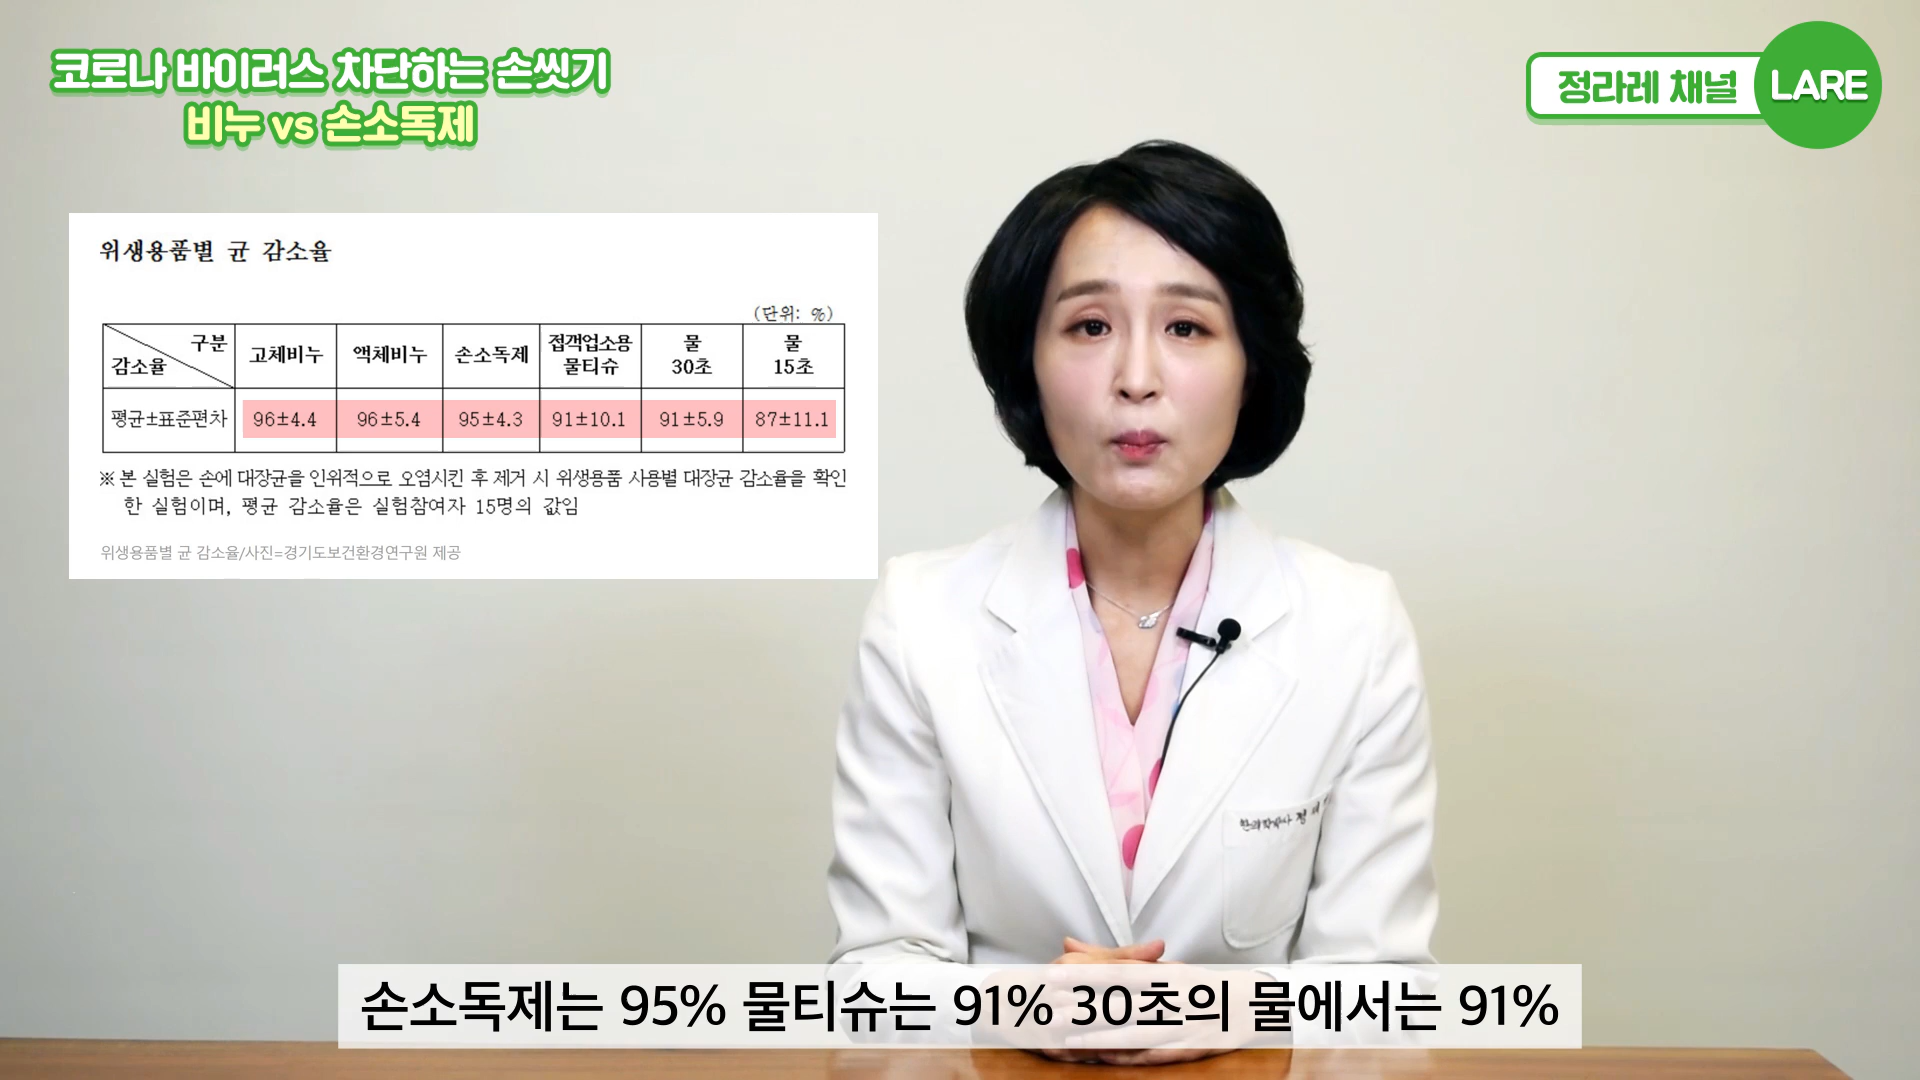 코로나 바이러스 차단하는 손씻기
비누 vs 손소독제
정라레 채널 LARE
위생용품별 균 감소율
(단위: %)
구분
감소율
고체비누 액체비누 손소독제 접객업소용 물티슈 물 30초 물 15초
평균±표준편차 96±4.4 96±5.4 95±4.3 91±10.1 91±5.9 87±11.1
※ 본 실험은 손에 대장균을 인위적으로 오염시킨 후 제거 시 위생용품 사용별 대장균 감소율을 확인
한 실험이며, 평균 감소율은 실험참여자 15명의 값임
위생용품별 균 감소율/사진=경기도보건환경연구원 제공
한의학박사 정
손소독제는 95% 물티슈는 91% 30초의 물에서는 91%